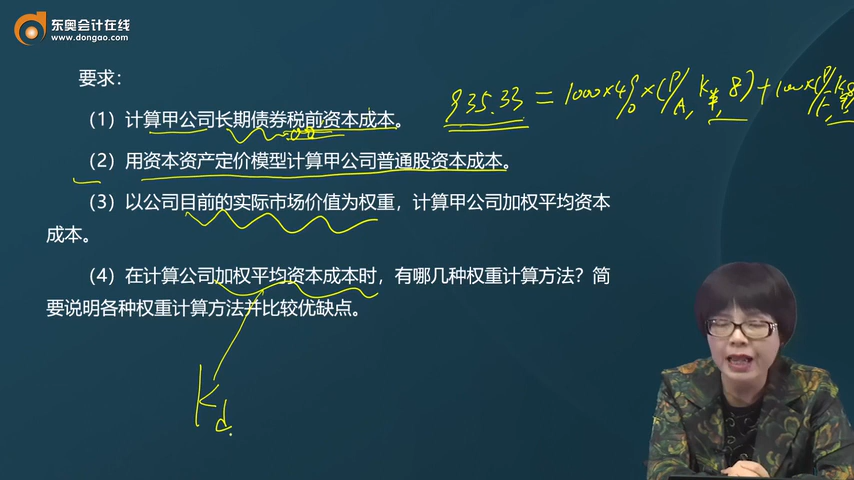 东奥会计在线
www.dongao.com
要求：
（1）计算甲公司长期债券税前资本成本。
（2）用资本资产定价模型计算甲公司普通股资本成本。
（3）以公司目前的实际市场价值为权重，计算甲公司加权平均资本
成本。
（4）在计算公司加权平均资本成本时，有哪几种权重计算方法？简
要说明各种权重计算方法并比较优缺点。
935.33 = 1000×4%×(P/A, K半, 8)+
Kd